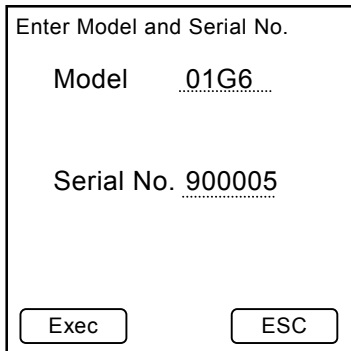 Enter Model and Serial No.
Model 01G6
Serial No. 900005
Exec ESC